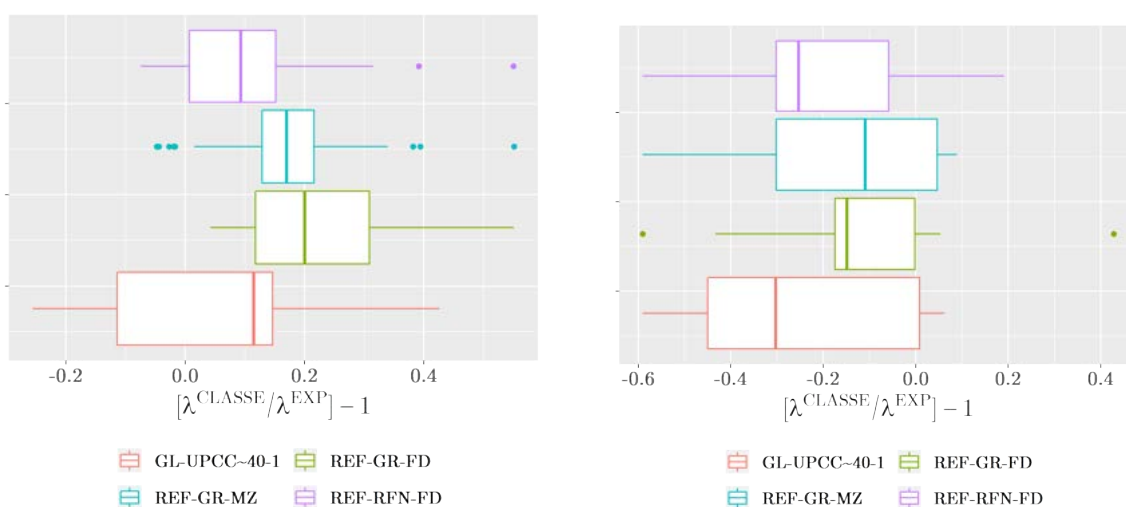 -0.2 0.0 0.2 0.4
[λ^CLASSE/λ^EXP] − 1
GL-UPCC~40-1 REF-GR-FD
REF-GR-MZ REF-RFN-FD
-0.6 -0.4 -0.2 0.0 0.2 0.4
[λ^CLASSE/λ^EXP] − 1
GL-UPCC~40-1 REF-GR-FD
REF-GR-MZ REF-RFN-FD